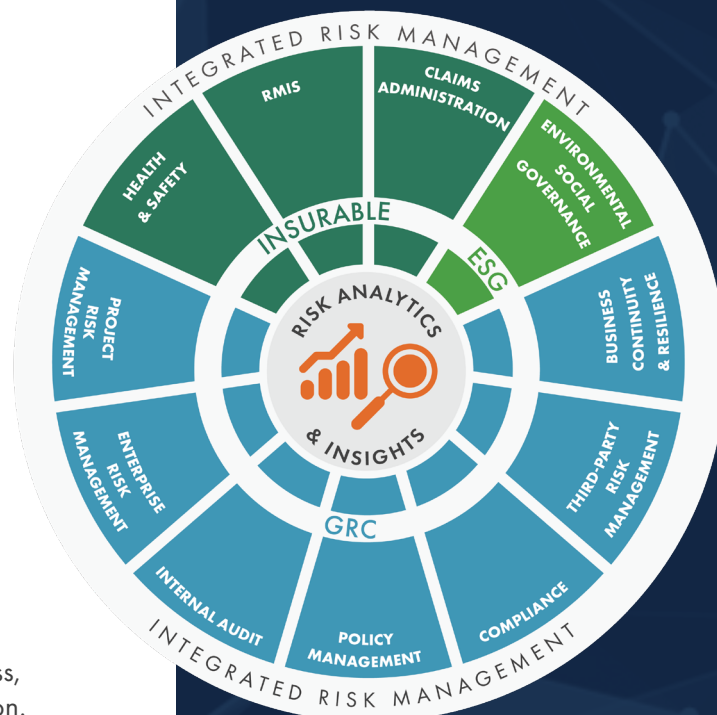 INTEGRATED RISK MANAGEMENT
RMIS
CLAIMS
ADMINISTRATION
ENVIRONMENTAL
SOCIAL
GOVERNANCE
HEALTH
& SAFETY
INSURABLE
ESG
PROJECT
RISK
MANAGEMENT
RISK ANALYTICS
& INSIGHTS
BUSINESS
CONTINUITY
& RESILIENCE
ENTERPRISE
RISK
MANAGEMENT
THIRD-PARTY
RISK
MANAGEMENT
GRC
INTERNAL AUDIT
POLICY
MANAGEMENT
COMPLIANCE
INTEGRATED RISK MANAGEMENT